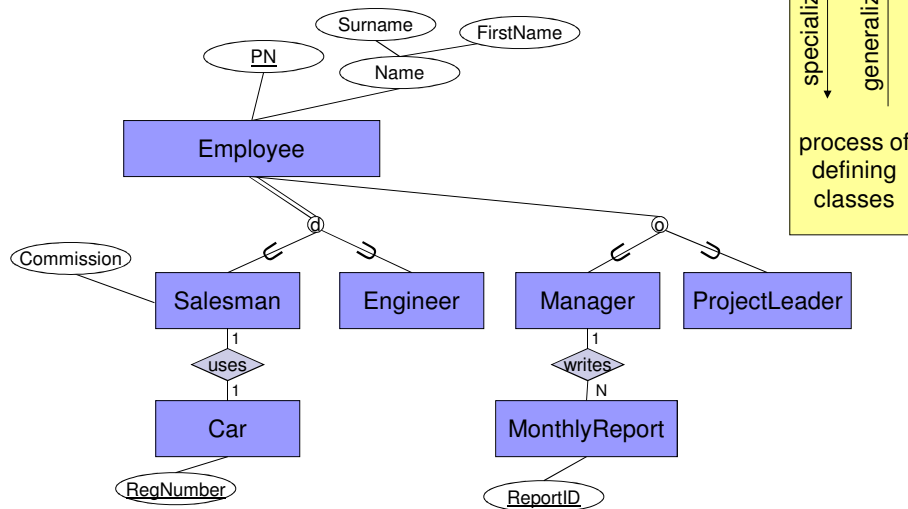 Surname
FirstName
PN
Name
Employee
d
o
Commission
Salesman
Engineer
Manager
ProjectLeader
1
1
uses
writes
1
N
Car
MonthlyReport
RegNumber
ReportID
process of
defining
classes